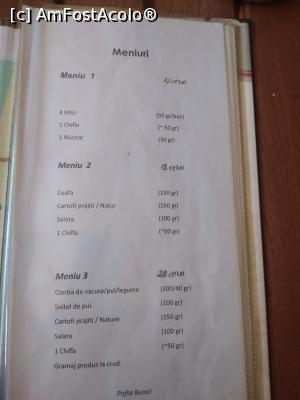 [c] AmFostAcolo®
Meniuri
Meniu 1
4 Mici (50 gr/buc)
1 Chifla (~ 50 gr)
1 Mustar (30 gr)
Meniu 2 lei
Ceafa (150 gr)
Cartofi prajiti / Natur (150 gr)
Salata (100 gr)
1 Chifla (~50 gr)
Meniu 3 lei
Ciorba de vacuta/pui/legume (300/40 gr)
Snitel de pui (100 gr)
Cartofi prajiti / Nature (150 gr)
Salata (100 gr)
1 Chifla (~50 gr)
Gramaj produs la crud.
Pofta Buna!